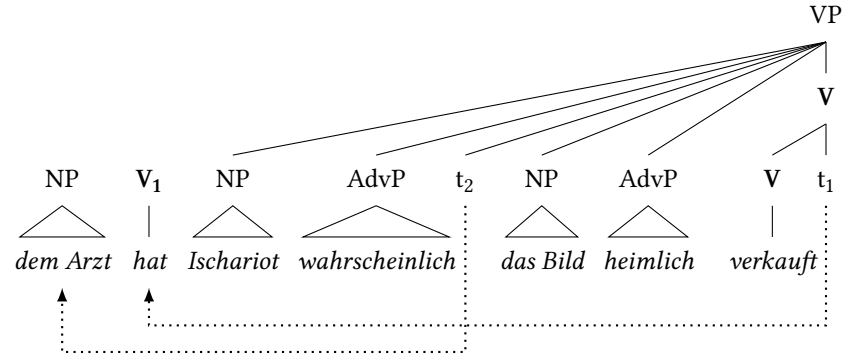 VP
V
NP V₁ NP AdvP t₂ NP AdvP V t₁
dem Arzt hat Ischariot wahrscheinlich das Bild heimlich verkauft